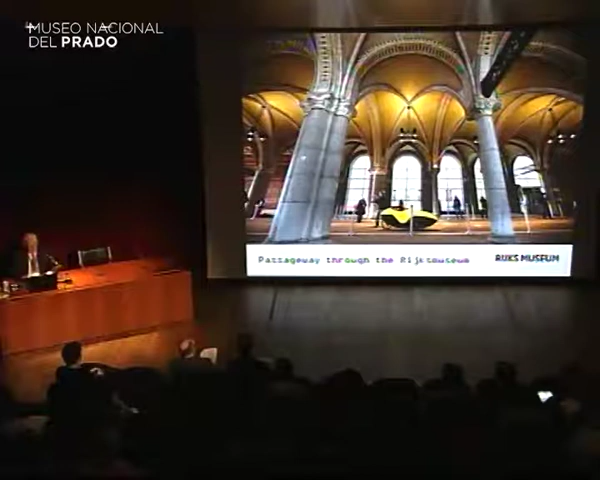 MUSEO NACIONAL
DEL PRADO
Passageway through the Rijksmuseum
RIJKS MUSEUM